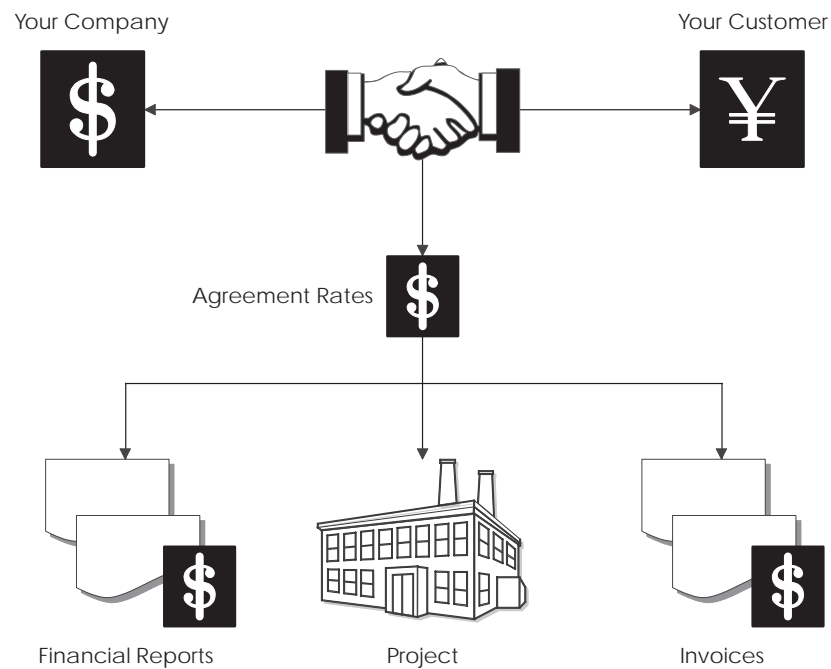 Your Company
Your Customer
$
¥
Agreement Rates
$
$
$
Financial Reports
Project
Invoices